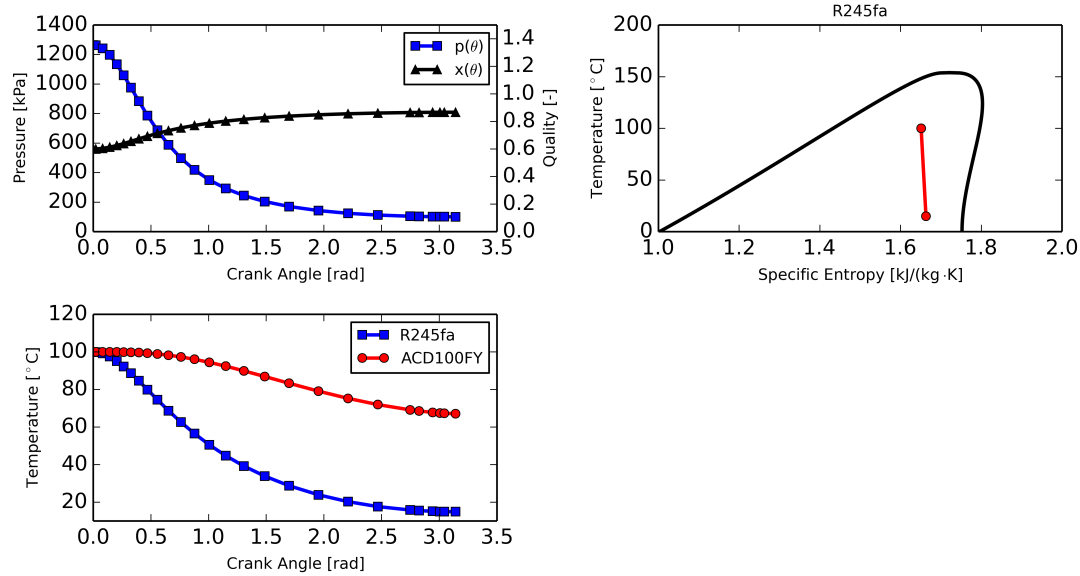 1400
1200
1000
800
600
400
200
0
Pressure [kPa]
1.4
1.2
1.0
0.8
0.6
0.4
0.2
0.0
Quality [-]
p(θ)
x(θ)
0.0 0.5 1.0 1.5 2.0 2.5 3.0 3.5
Crank Angle [rad]
R245fa
200
150
100
50
0
Temperature [°C]
1.0 1.2 1.4 1.6 1.8 2.0
Specific Entropy [kJ/(kg·K]
120
100
80
60
40
20
Temperature [°C]
R245fa
ACD100FY
0.0 0.5 1.0 1.5 2.0 2.5 3.0 3.5
Crank Angle [rad]